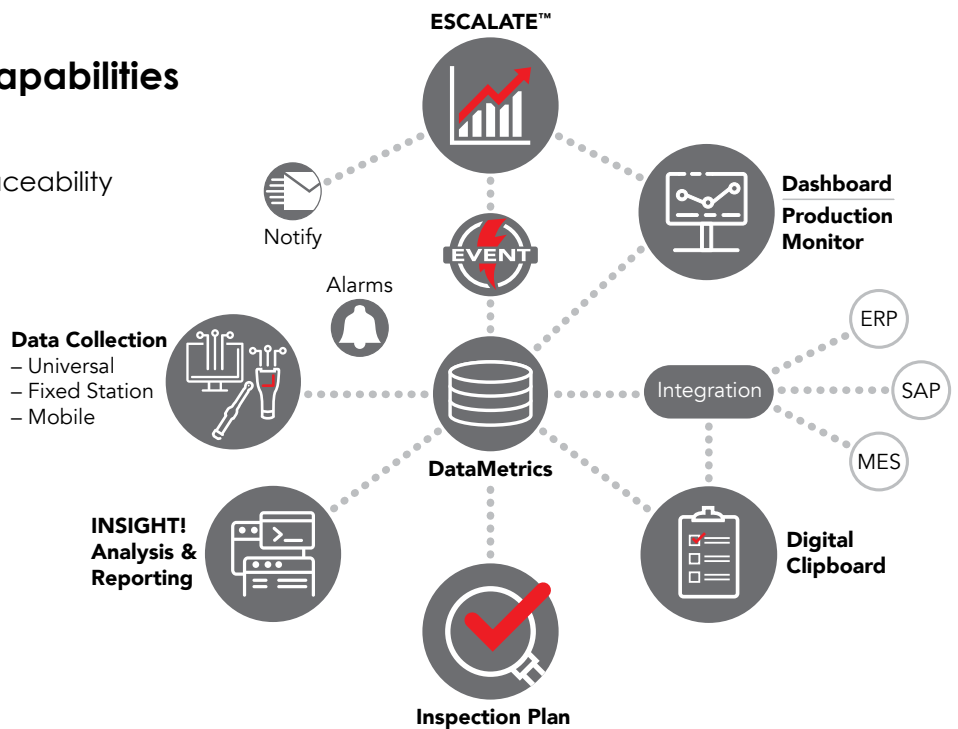 ESCALATE™
apabilities
aceability
Notify
EVENT
Dashboard
Production
Monitor
Alarms
Data Collection
– Universal
– Fixed Station
– Mobile
ERP
Integration
SAP
MES
DataMetrics
INSIGHT!
Analysis &
Reporting
Digital
Clipboard
Inspection Plan